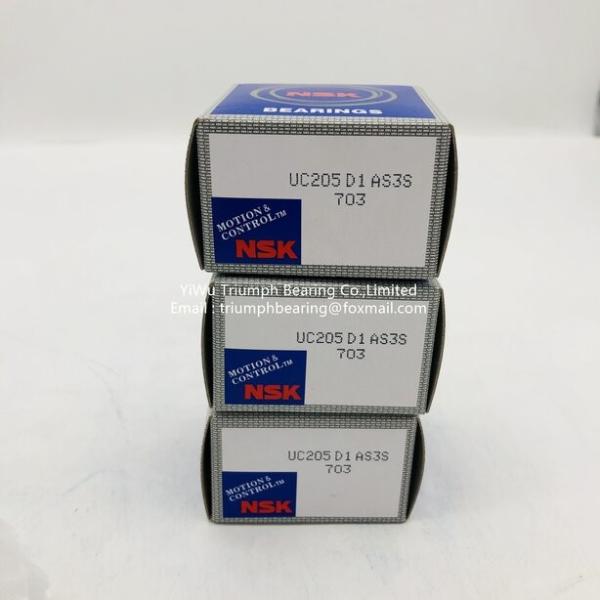 NSK
BEARINGS
UC205 D1 AS3S
703
MOTION &
CONTROL™
NSK
YiWu Triumph Bearing Co.,Limited
Email : triumphbearing@foxmail.com
UC205 D1 AS3S
703
MOTION &
CONTROL™
NSK
UC205 D1 AS3S
703
MOTION &
CONTROL™
NSK